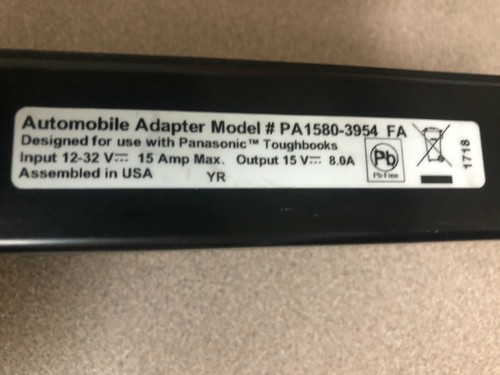 Automobile Adapter Model # PA1580-3954 FA
Designed for use with Panasonic™ Toughbooks
Input 12-32 V⎓ 15 Amp Max. Output 15 V⎓ 8.0A
Assembled in USA YR
Pb
Pb-Free
1718